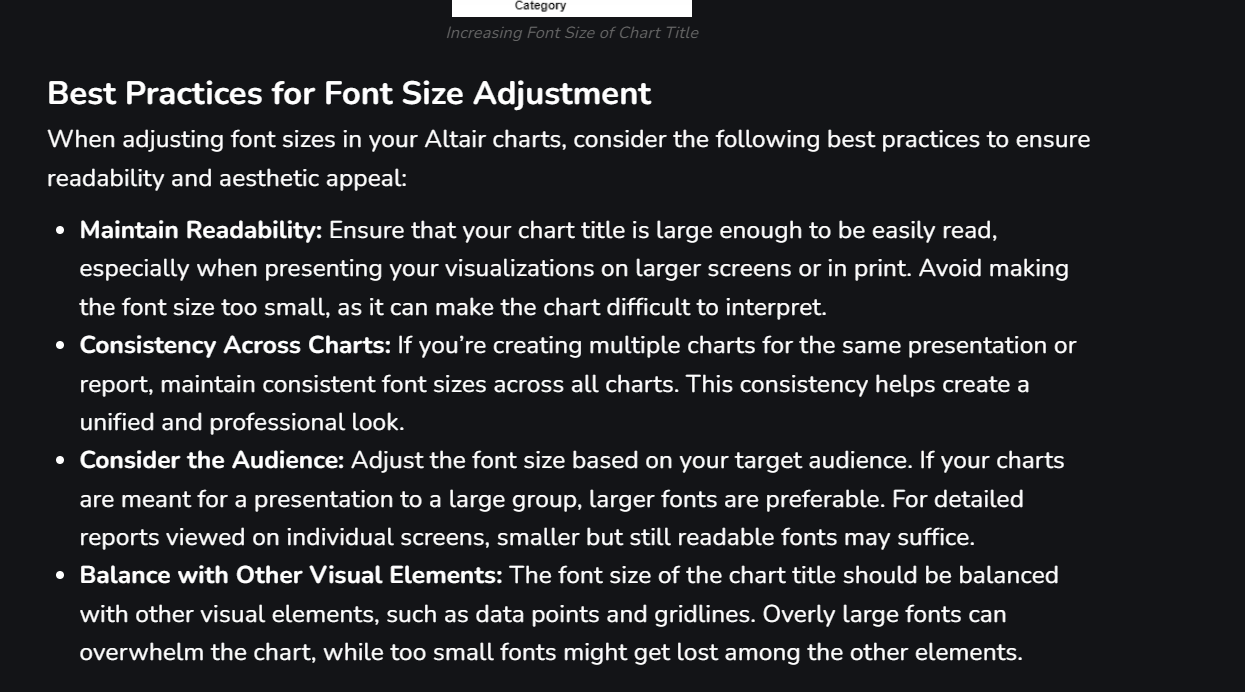 Category
Increasing Font Size of Chart Title
Best Practices for Font Size Adjustment
When adjusting font sizes in your Altair charts, consider the following best practices to ensure
readability and aesthetic appeal:
• Maintain Readability: Ensure that your chart title is large enough to be easily read,
especially when presenting your visualizations on larger screens or in print. Avoid making
the font size too small, as it can make the chart difficult to interpret.
• Consistency Across Charts: If you’re creating multiple charts for the same presentation or
report, maintain consistent font sizes across all charts. This consistency helps create a
unified and professional look.
• Consider the Audience: Adjust the font size based on your target audience. If your charts
are meant for a presentation to a large group, larger fonts are preferable. For detailed
reports viewed on individual screens, smaller but still readable fonts may suffice.
• Balance with Other Visual Elements: The font size of the chart title should be balanced
with other visual elements, such as data points and gridlines. Overly large fonts can
overwhelm the chart, while too small fonts might get lost among the other elements.